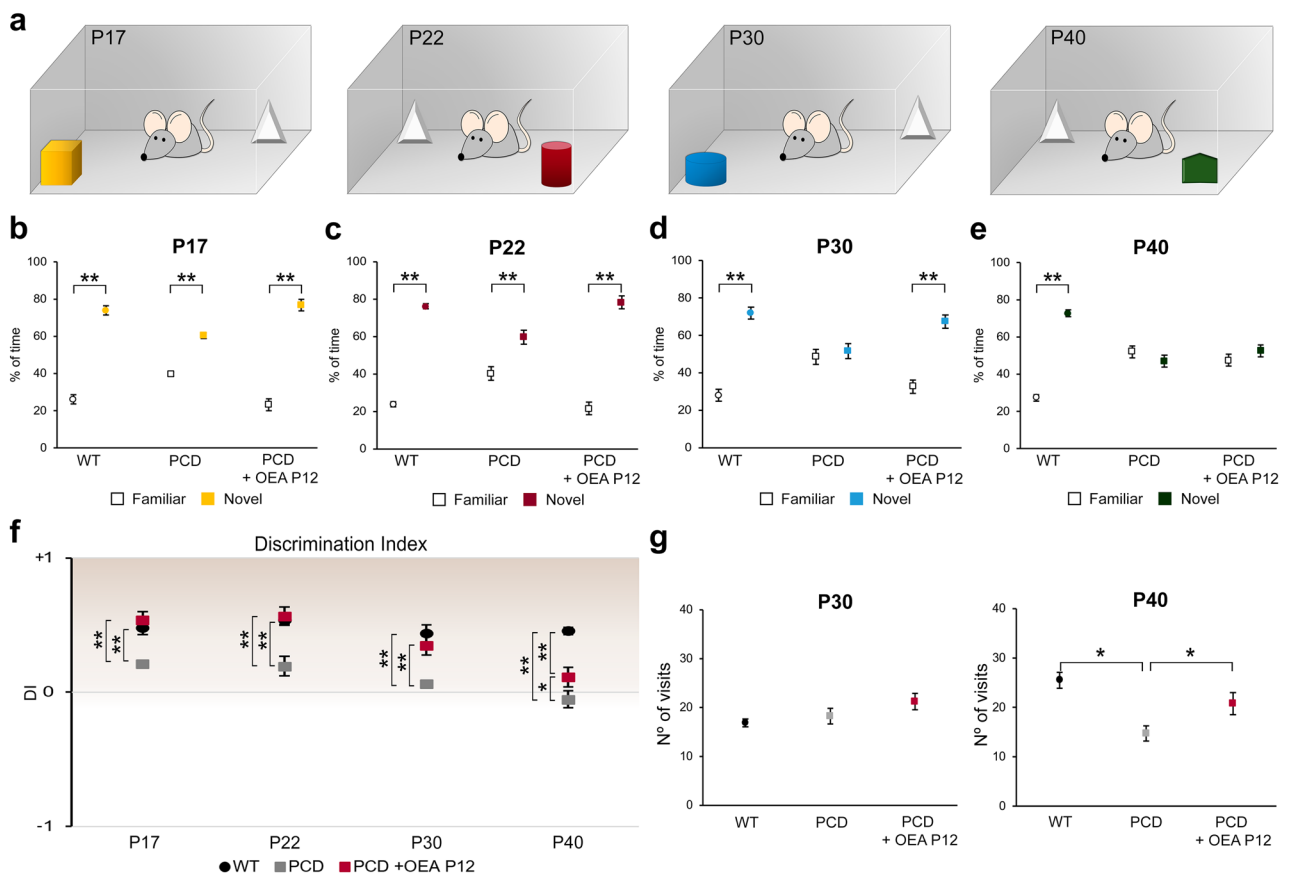 a
P17
P22
P30
P40
b
P17
% of time
100
80
60
40
20
0
**
**
**
WT
PCD
PCD
+ OEA P12
Familiar
Novel
c
P22
% of time
100
80
60
40
20
0
**
**
**
WT
PCD
PCD
+ OEA P12
Familiar
Novel
d
P30
% of time
100
80
60
40
20
0
**
**
WT
PCD
PCD
+ OEA P12
Familiar
Novel
e
P40
% of time
100
80
60
40
20
0
**
WT
PCD
PCD
+ OEA P12
Familiar
Novel
f
Discrimination Index
+1
DI
0
-1
**
**
**
**
**
**
**
**
*
P17
P22
P30
P40
WT
PCD
PCD +OEA P12
g
P30
Nº of visits
40
30
20
10
0
WT
PCD
PCD
+ OEA P12
P40
Nº of visits
40
30
20
10
0
*
*
WT
PCD
PCD
+ OEA P12